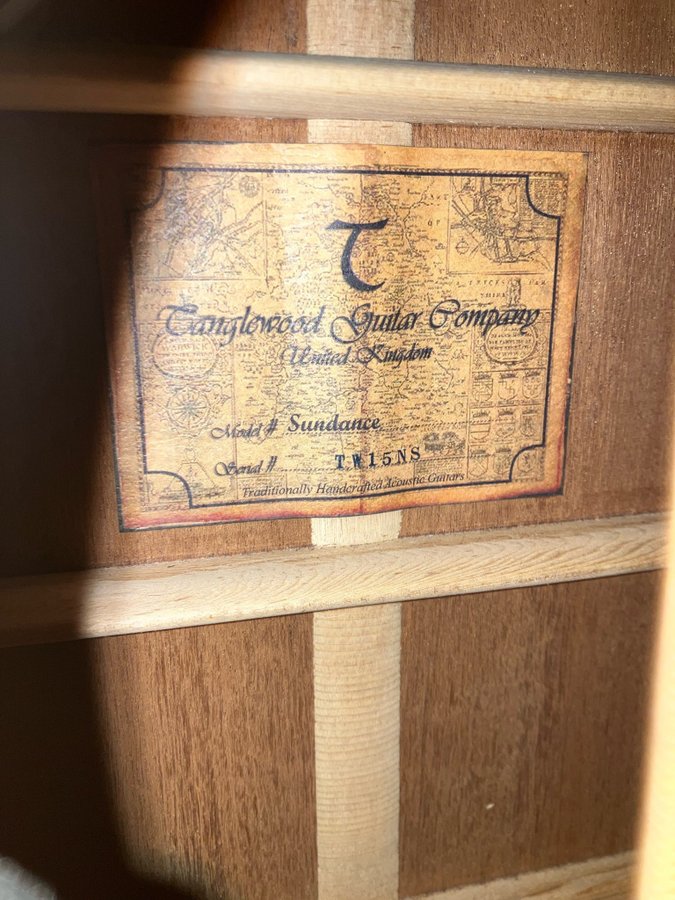 T
Tanglewood Guitar Company
United Kingdom
Model # Sundance
Serial # TW15NS
Traditionally Handcrafted Acoustic Guitars